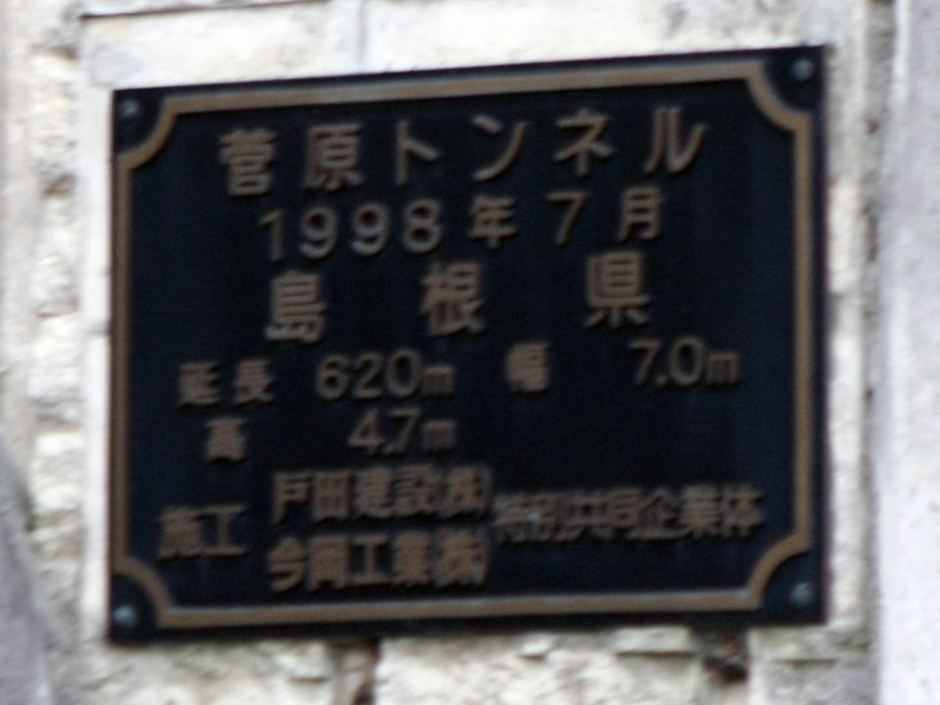 菅原トンネル
1998年7月
島根県
延長 620m 幅 7.0m
高 4.7m
施工 戸田建設㈱ 特別共同企業体
今岡工業㈱